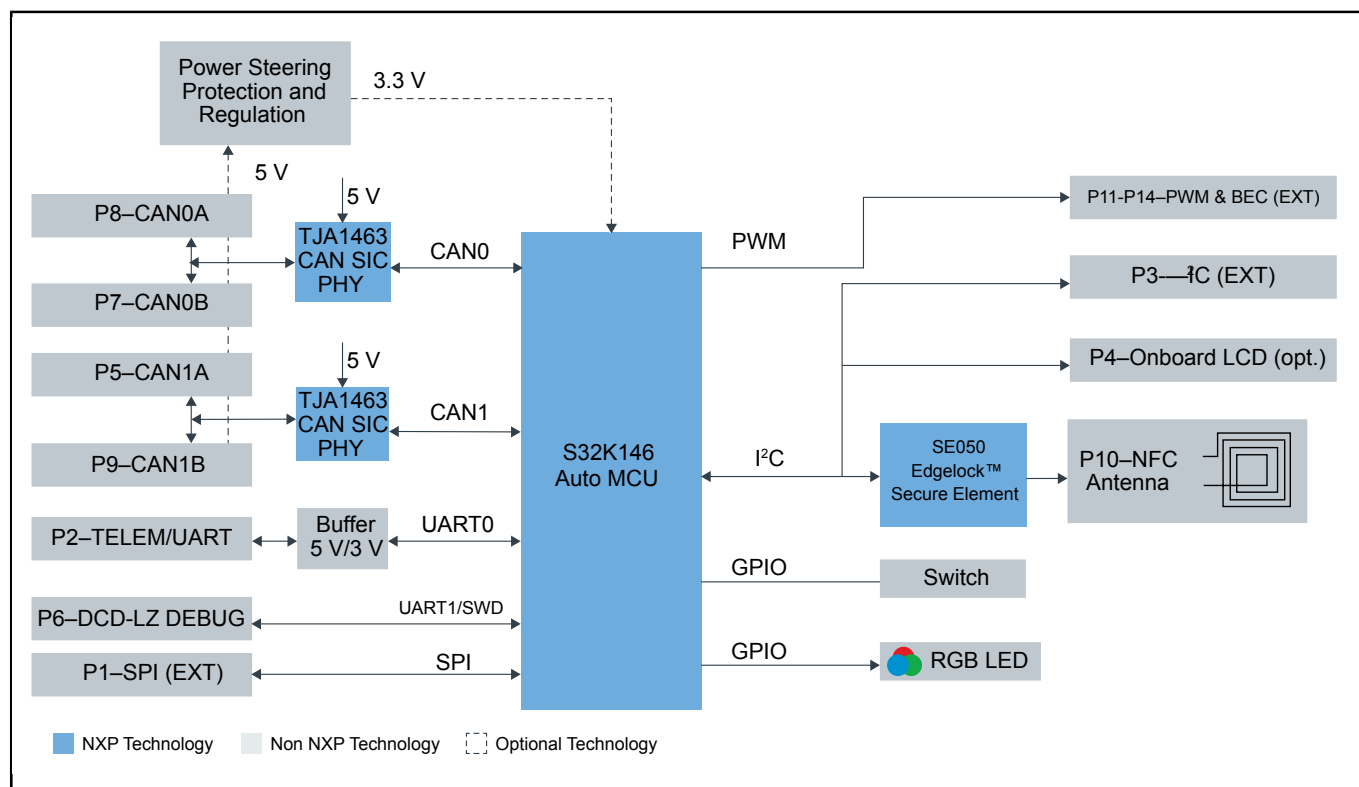 Power Steering
Protection and
Regulation
3.3 V
5 V
P8–CAN0A
P7–CAN0B
P5–CAN1A
P9–CAN1B
5 V
TJA1463
CAN SIC
PHY
CAN0
5 V
TJA1463
CAN SIC
PHY
CAN1
P2–TELEM/UART
Buffer
5 V/3 V
UART0
P6–DCD-LZ DEBUG
UART1/SWD
P1–SPI (EXT)
SPI
S32K146
Auto MCU
PWM
P11-P14–PWM & BEC (EXT)
P3-—I²C (EXT)
P4–Onboard LCD (opt.)
I²C
SE050
Edgelock™
Secure Element
P10–NFC
Antenna
GPIO
Switch
GPIO
RGB LED
NXP Technology
Non NXP Technology
Optional Technology